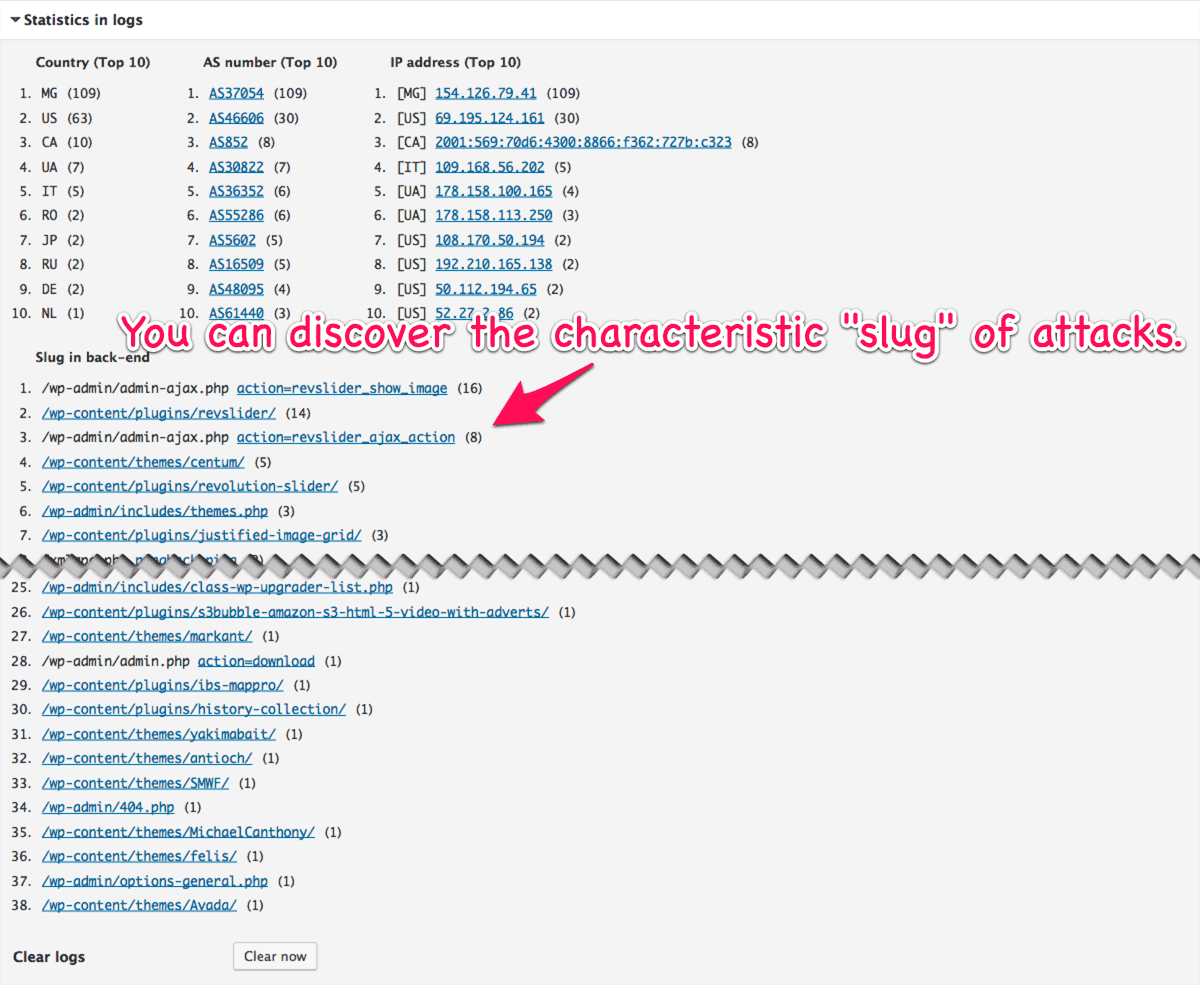 Statistics in logs
Country (Top 10)
1. MG (109)
2. US (63)
3. CA (10)
4. UA (7)
5. IT (5)
6. RO (2)
7. JP (2)
8. RU (2)
9. DE (2)
10. NL (1)
AS number (Top 10)
1. AS37054 (109)
2. AS46606 (30)
3. AS852 (8)
4. AS30822 (7)
5. AS36352 (6)
6. AS55286 (6)
7. AS5602 (5)
8. AS16509 (5)
9. AS48095 (4)
10. AS61440 (3)
IP address (Top 10)
1. [MG] 154.126.79.41 (109)
2. [US] 69.195.124.161 (30)
3. [CA] 2001:569:70d6:4300:8866:f362:727b:c323 (8)
4. [IT] 109.168.56.202 (5)
5. [UA] 178.158.100.165 (4)
6. [UA] 178.158.113.250 (3)
7. [US] 108.170.50.194 (2)
8. [US] 192.210.165.138 (2)
9. [US] 50.112.194.65 (2)
10. [US] (2)
You can discover the characteristic "slug" of attacks.
Slug in back-end
1. /wp-admin/admin-ajax.php action=revslider_show_image (16)
2. /wp-content/plugins/revslider/ (14)
3. /wp-admin/admin-ajax.php action=revslider_ajax_action (8)
4. /wp-content/themes/centum/ (5)
5. /wp-content/plugins/revolution-slider/ (5)
6. /wp-admin/includes/themes.php (3)
7. /wp-content/plugins/justified-image-grid/ (3)
25. /wp-admin/includes/class-wp-upgrader-list.php (1)
26. /wp-content/plugins/s3bubble-amazon-s3-html-5-video-with-adverts/ (1)
27. /wp-content/themes/markant/ (1)
28. /wp-admin/admin.php action=download (1)
29. /wp-content/plugins/ibs-mappro/ (1)
30. /wp-content/plugins/history-collection/ (1)
31. /wp-content/themes/yakimabait/ (1)
32. /wp-content/themes/antioch/ (1)
33. /wp-content/themes/SMWF/ (1)
34. /wp-admin/404.php (1)
35. /wp-content/themes/MichaelCanthony/ (1)
36. /wp-content/themes/felis/ (1)
37. /wp-admin/options-general.php (1)
38. /wp-content/themes/Avada/ (1)
Clear logs
Clear now